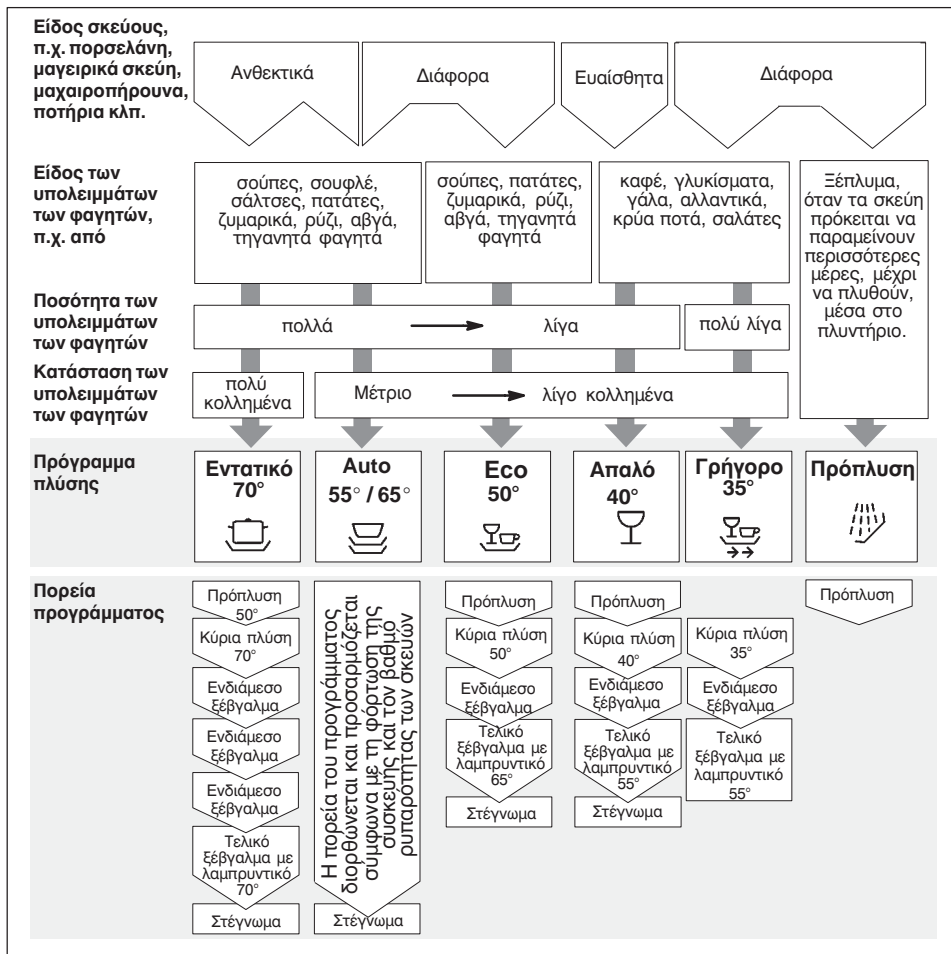 Είδος σκεύους,
π.χ. πορσελάνη,
μαγειρικά σκεύη,
μαχαιροπήρουνα,
ποτήρια κλπ.
Ανθεκτικά
Διάφορα
Ευαίσθητα
Διάφορα
Είδος των
υπολειμμάτων
των φαγητών,
π.χ. από
σούπες, σουφλέ,
σάλτσες, πατάτες,
ζυμαρικά, ρύζι, αβγά,
τηγανητά φαγητά
σούπες, πατάτες,
ζυμαρικά, ρύζι,
αβγά, τηγανητά
φαγητά
καφέ, γλυκίσματα,
γάλα, αλλαντικά,
κρύα ποτά, σαλάτες
Ξέπλυμα,
όταν τα σκεύη
πρόκειται να
παραμείνουν
περισσότερες
μέρες, μέχρι
να πλυθούν,
μέσα στο
πλυντήριο.
Ποσότητα των
υπολειμμάτων
των φαγητών
πολλά
λίγα
πολύ λίγα
Κατάσταση των
υπολειμμάτων
των φαγητών
πολύ
κολλημένα
Μέτριο
λίγο κολλημένα
Πρόγραμμα
πλύσης
Εντατικό
70°
Auto
55° / 65°
Eco
50°
Απαλό
40°
Γρήγορο
35°
Πρόπλυση
Πορεία
προγράμματος
Πρόπλυση
50°
Κύρια πλύση
70°
Ενδιάμεσο
ξέβγαλμα
Ενδιάμεσο
ξέβγαλμα
Ενδιάμεσο
ξέβγαλμα
Τελικό
ξέβγαλμα με
λαμπρυντικό
70°
Στέγνωμα
Η πορεία του προγράμματος
διορθώνεται και προσαρμόζεται
σύμφωνα με τη φόρτωση της
συσκευής και τον βαθμό
ρυπαρότητας των σκευών
Στέγνωμα
Πρόπλυση
Κύρια πλύση
50°
Ενδιάμεσο
ξέβγαλμα
Τελικό
ξέβγαλμα με
λαμπρυντικό
65°
Στέγνωμα
Πρόπλυση
Κύρια πλύση
40°
Ενδιάμεσο
ξέβγαλμα
Τελικό
ξέβγαλμα με
λαμπρυντικό
55°
Στέγνωμα
Κύρια πλύση
35°
Ενδιάμεσο
ξέβγαλμα
Τελικό
ξέβγαλμα με
λαμπρυντικό
55°
Πρόπλυση